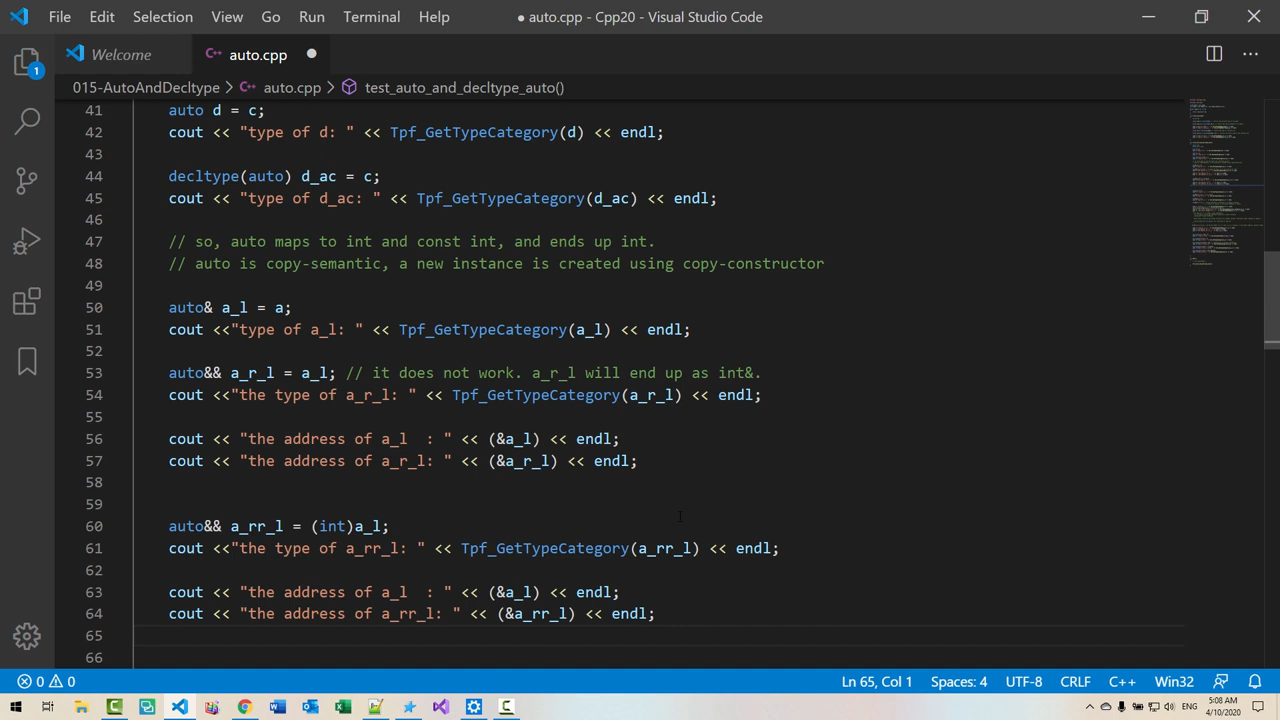 File Edit Selection View Go Run Terminal Help ● auto.cpp - Cpp20 - Visual Studio Code
Welcome C++ auto.cpp ●
015-AutoAndDecltype > C++ auto.cpp > test_auto_and_decltype_auto()
41 auto d = c;
42 cout << "type of d: " << Tpf_GetTypeCategory(d) << endl;
43
44 decltype(auto) d_ac = c;
45 cout << "type of d_ac: " << Tpf_GetTypeCategory(d_ac) << endl;
46
47 // so, auto maps to int and const int, and ends up int.
48 // auto is copy-semantic, a new instance is created using copy-constructor
49
50 auto& a_l = a;
51 cout <<"type of a_l: " << Tpf_GetTypeCategory(a_l) << endl;
52
53 auto&& a_r_l = a_l; // it does not work. a_r_l will end up as int&.
54 cout <<"the type of a_r_l: " << Tpf_GetTypeCategory(a_r_l) << endl;
55
56 cout << "the address of a_l  : " << (&a_l) << endl;
57 cout << "the address of a_r_l: " << (&a_r_l) << endl;
58
59
60 auto&& a_rr_l = (int)a_l;
61 cout <<"the type of a_rr_l: " << Tpf_GetTypeCategory(a_rr_l) << endl;
62
63 cout << "the address of a_l  : " << (&a_l) << endl;
64 cout << "the address of a_rr_l: " << (&a_rr_l) << endl;
65
66
1
0 0 Ln 65, Col 1 Spaces: 4 UTF-8 CRLF C++ Win32
ENG 5:08 AM
4/10/2020